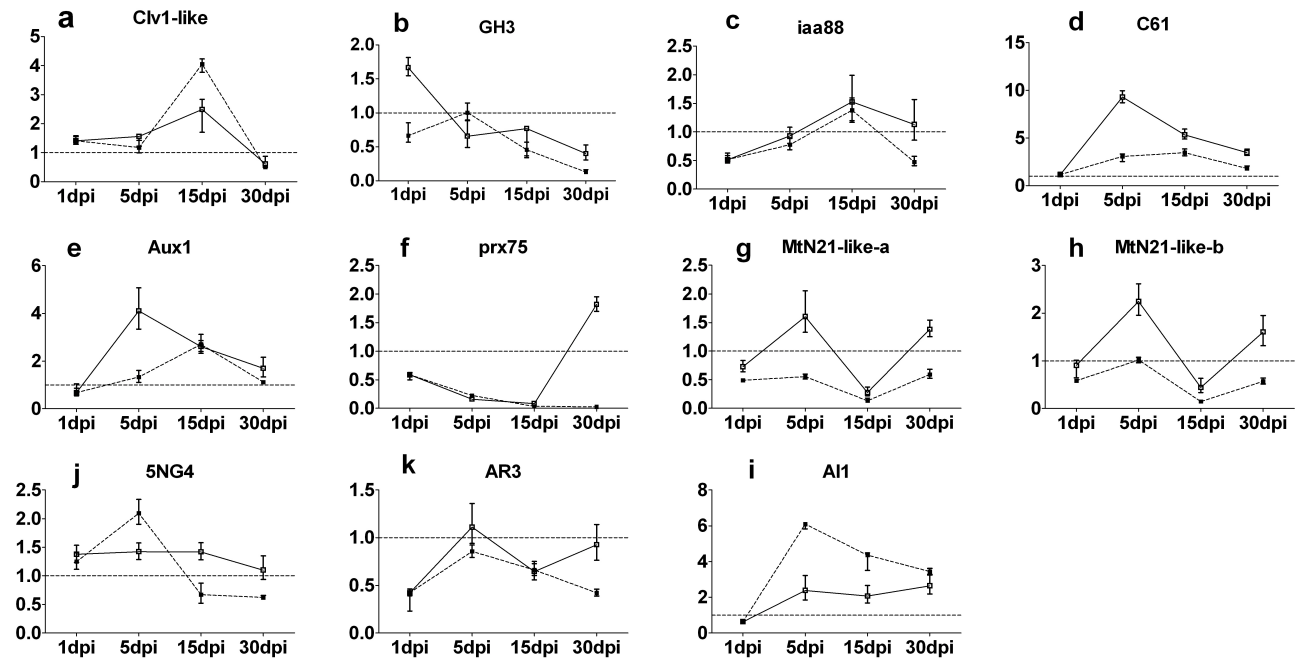 a Clv1-like
5
4
3
2
1
0
1dpi 5dpi 15dpi 30dpi
b GH3
2.0
1.5
1.0
0.5
0.0
1dpi 5dpi 15dpi 30dpi
c iaa88
2.5
2.0
1.5
1.0
0.5
0.0
1dpi 5dpi 15dpi 30dpi
d C61
15
10
5
0
1dpi 5dpi 15dpi 30dpi
e Aux1
6
4
2
0
1dpi 5dpi 15dpi 30dpi
f prx75
2.5
2.0
1.5
1.0
0.5
0.0
1dpi 5dpi 15dpi 30dpi
g MtN21-like-a
2.5
2.0
1.5
1.0
0.5
0.0
1dpi 5dpi 15dpi 30dpi
h MtN21-like-b
3
2
1
0
1dpi 5dpi 15dpi 30dpi
j 5NG4
2.5
2.0
1.5
1.0
0.5
0.0
1dpi 5dpi 15dpi 30dpi
k AR3
1.5
1.0
0.5
0.0
1dpi 5dpi 15dpi 30dpi
i AI1
8
6
4
2
0
1dpi 5dpi 15dpi 30dpi